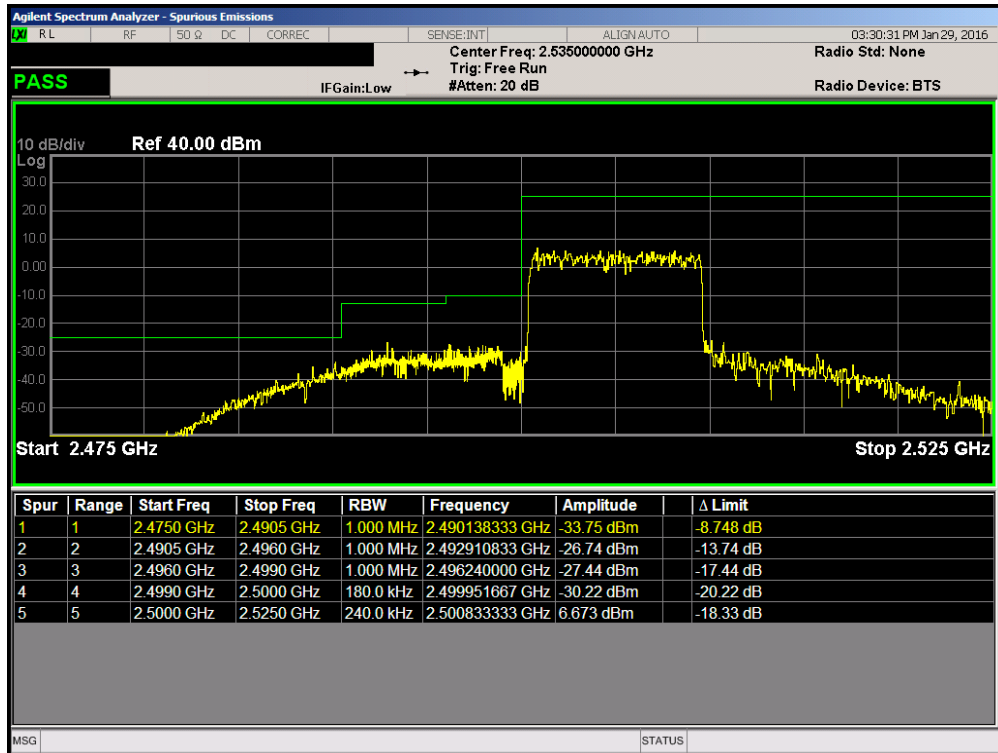 Agilent Spectrum Analyzer - Spurious Emissions
LXI RL RF 50 Ω DC CORREC SENSE:INT ALIGN AUTO 03:30:31 PM Jan 29, 2016
Center Freq: 2.535000000 GHz Radio Std: None
Trig: Free Run
PASS IFGain:Low #Atten: 20 dB Radio Device: BTS
10 dB/div Ref 40.00 dBm
Log
30.0
20.0
10.0
0.00
-10.0
-20.0
-30.0
-40.0
-50.0
Start 2.475 GHz Stop 2.525 GHz
Spur Range Start Freq Stop Freq RBW Frequency Amplitude Δ Limit
1 1 2.4750 GHz 2.4905 GHz 1.000 MHz 2.490138333 GHz -33.75 dBm -8.748 dB
2 2 2.4905 GHz 2.4960 GHz 1.000 MHz 2.492910833 GHz -26.74 dBm -13.74 dB
3 3 2.4960 GHz 2.4990 GHz 1.000 MHz 2.496240000 GHz -27.44 dBm -17.44 dB
4 4 2.4990 GHz 2.5000 GHz 180.0 kHz 2.499951667 GHz -30.22 dBm -20.22 dB
5 5 2.5000 GHz 2.5250 GHz 240.0 kHz 2.500833333 GHz 6.673 dBm -18.33 dB
MSG STATUS